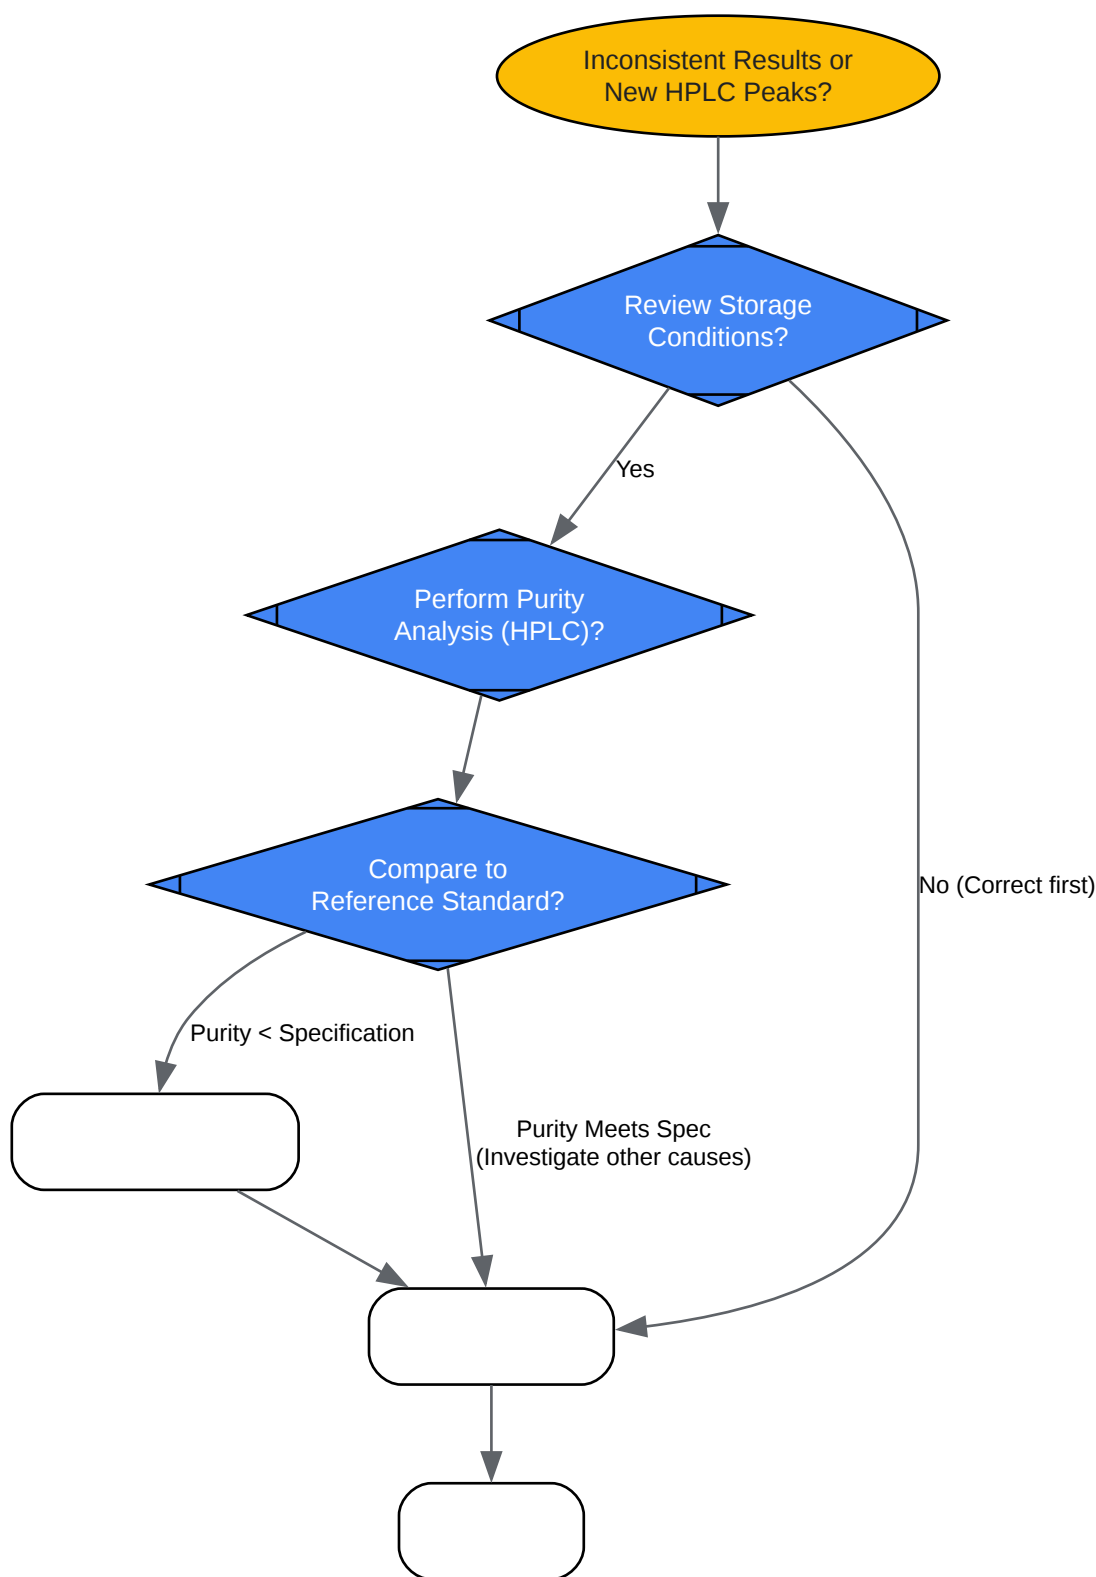 Inconsistent Results or
New HPLC Peaks?
Review Storage
Conditions?
Yes
Perform Purity
Analysis (HPLC)?
Compare to
Reference Standard?
No (Correct first)
Purity < Specification
Purity Meets Spec
(Investigate other causes)